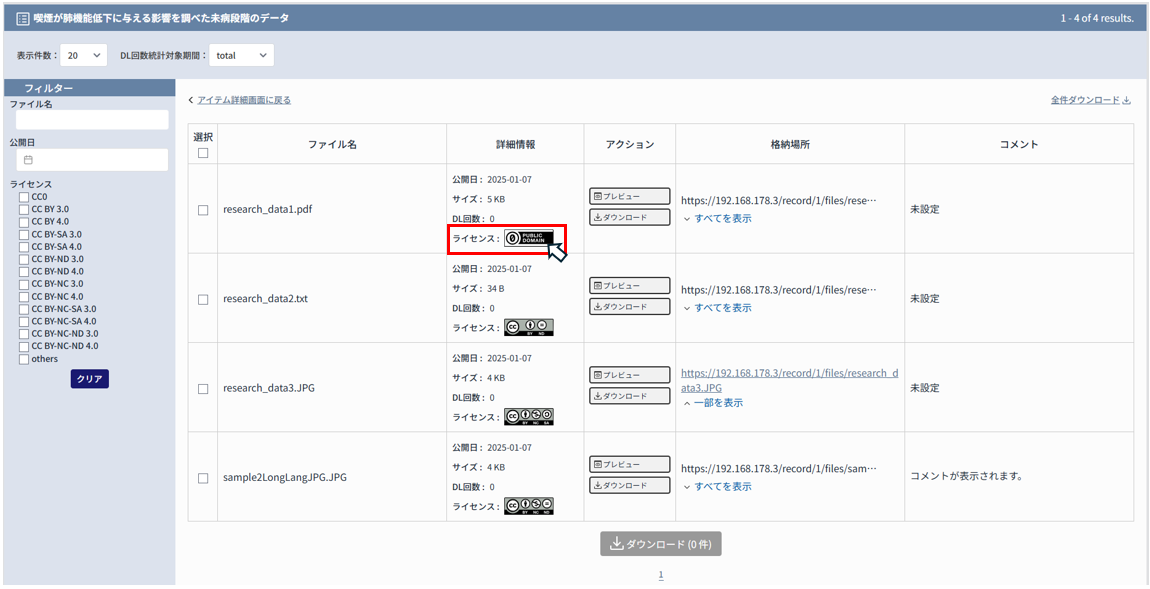 喫煙が肺機能低下に与える影響を調べた未病段階のデータ
1 - 4 of 4 results.
表示件数： 20
DL回数統計対象期間： total
フィルター
ファイル名
公開日
ライセンス
CC0
CC BY 3.0
CC BY 4.0
CC BY-SA 3.0
CC BY-SA 4.0
CC BY-ND 3.0
CC BY-ND 4.0
CC BY-NC 3.0
CC BY-NC 4.0
CC BY-NC-SA 3.0
CC BY-NC-SA 4.0
CC BY-NC-ND 3.0
CC BY-NC-ND 4.0
others
クリア
アイテム詳細画面に戻る
全件ダウンロード
選択 ファイル名 詳細情報 アクション 格納場所 コメント
research_data1.pdf
公開日： 2025-01-07
サイズ： 5 KB
DL回数： 0
ライセンス： PUBLIC DOMAIN
プレビュー
ダウンロード
https://192.168.178.3/record/1/files/rese…
すべてを表示
未設定
research_data2.txt
公開日： 2025-01-07
サイズ： 34 B
DL回数： 0
ライセンス： cc BY ND
プレビュー
ダウンロード
https://192.168.178.3/record/1/files/rese…
すべてを表示
未設定
research_data3.JPG
公開日： 2025-01-07
サイズ： 4 KB
DL回数： 0
ライセンス： cc BY NC SA
プレビュー
ダウンロード
https://192.168.178.3/record/1/files/research_d
ata3.JPG
一部を表示
未設定
sample2LongLangJPG.JPG
公開日： 2025-01-07
サイズ： 4 KB
DL回数： 0
ライセンス： cc BY NC ND
プレビュー
ダウンロード
https://192.168.178.3/record/1/files/sam…
すべてを表示
コメントが表示されます。
ダウンロード (0 件)
1